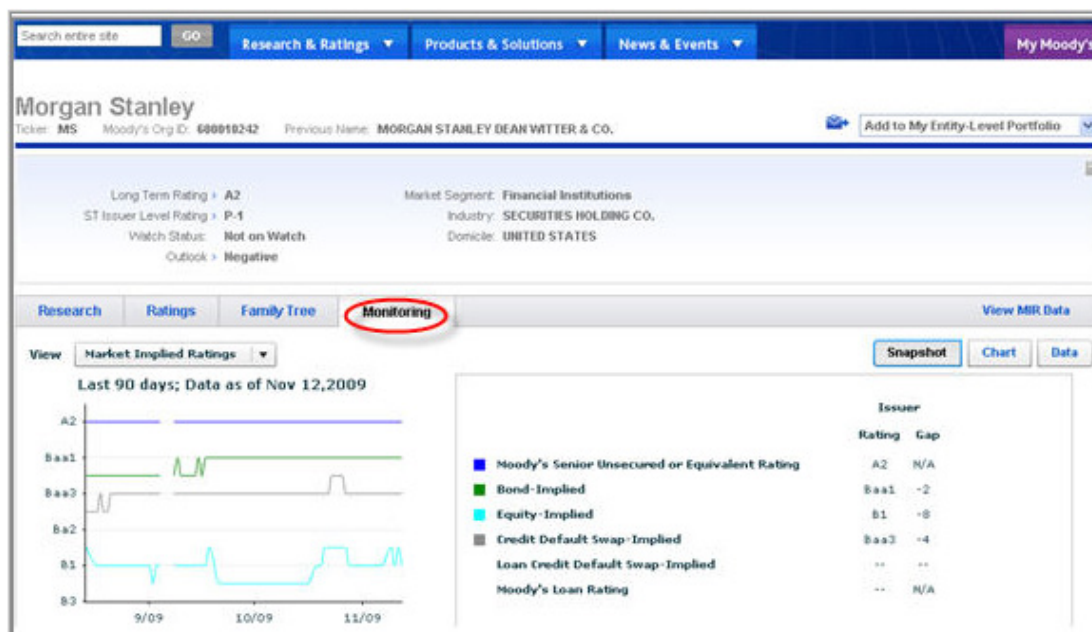 Search entire site GO Research & Ratings Products & Solutions News & Events My Moody's
Morgan Stanley
Ticker: MS Moody's Org ID: 600010242 Previous Name: MORGAN STANLEY DEAN WITTER & CO. Add to My Entity-Level Portfolio
Long Term Rating A2 Market Segment: Financial Institutions
ST Issuer Level Rating P-1 Industry: SECURITIES HOLDING CO.
Watch Status: Not on Watch Domicile: UNITED STATES
Outlook Negative
Research Ratings Family Tree Monitoring View MIR Data
View Market Implied Ratings Snapshot Chart Data
Last 90 days; Data as of Nov 12,2009
A2
Baa1
Baa3
Ba2
B1
B3
9/09 10/09 11/09
Issuer
Rating Gap
Moody's Senior Unsecured or Equivalent Rating A2 N/A
Bond-Implied Baa1 -2
Equity-Implied B1 -8
Credit Default Swap-Implied Baa3 -4
Loan Credit Default Swap-Implied -- --
Moody's Loan Rating -- N/A